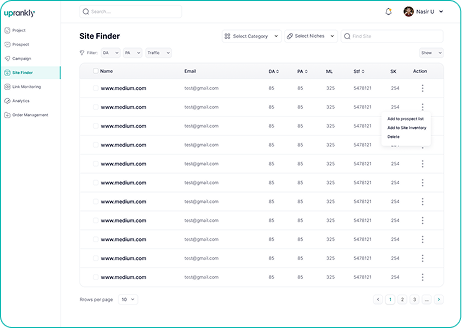 uprankly
Search...
Nasir U
Project
Prospect
Campaign
Site Finder
Link Monitoring
Analytics
Order Management
Site Finder
Select Category
Select Niches
Find Site
Filter:
DA
PA
Traffic
Show
Name Email DA PA ML Stf SK Action
www.medium.com test@gmail.com 85 85 325 5478121 254
www.medium.com test@gmail.com 85 85 325 5478121 254
www.medium.com test@gmail.com 85 85 325 5478121
Add to prospect list
Add to Site Inventory
Delete
www.medium.com test@gmail.com 85 85 325 5478121 254
www.medium.com test@gmail.com 85 85 325 5478121 254
www.medium.com test@gmail.com 85 85 325 5478121 254
www.medium.com test@gmail.com 85 85 325 5478121 254
www.medium.com test@gmail.com 85 85 325 5478121 254
www.medium.com test@gmail.com 85 85 325 5478121 254
www.medium.com test@gmail.com 85 85 325 5478121 254
www.medium.com test@gmail.com 85 85 325 5478121 254
Rows per page 10
1 2 3 ...